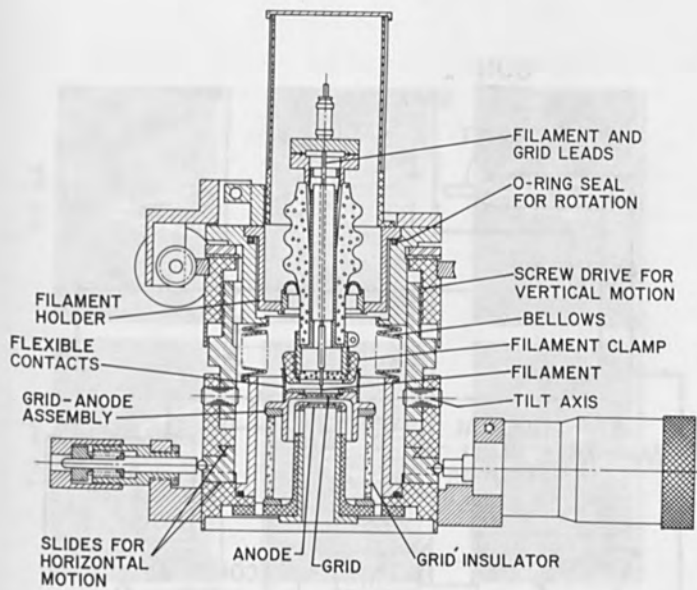 FILAMENT AND
GRID LEADS
O-RING SEAL
FOR ROTATION
SCREW DRIVE FOR
VERTICAL MOTION
BELLOWS
FILAMENT CLAMP
FILAMENT
TILT AXIS
FILAMENT
HOLDER
FLEXIBLE
CONTACTS
GRID-ANODE
ASSEMBLY
SLIDES FOR
HORIZONTAL
MOTION
ANODE
GRID
GRID INSULATOR